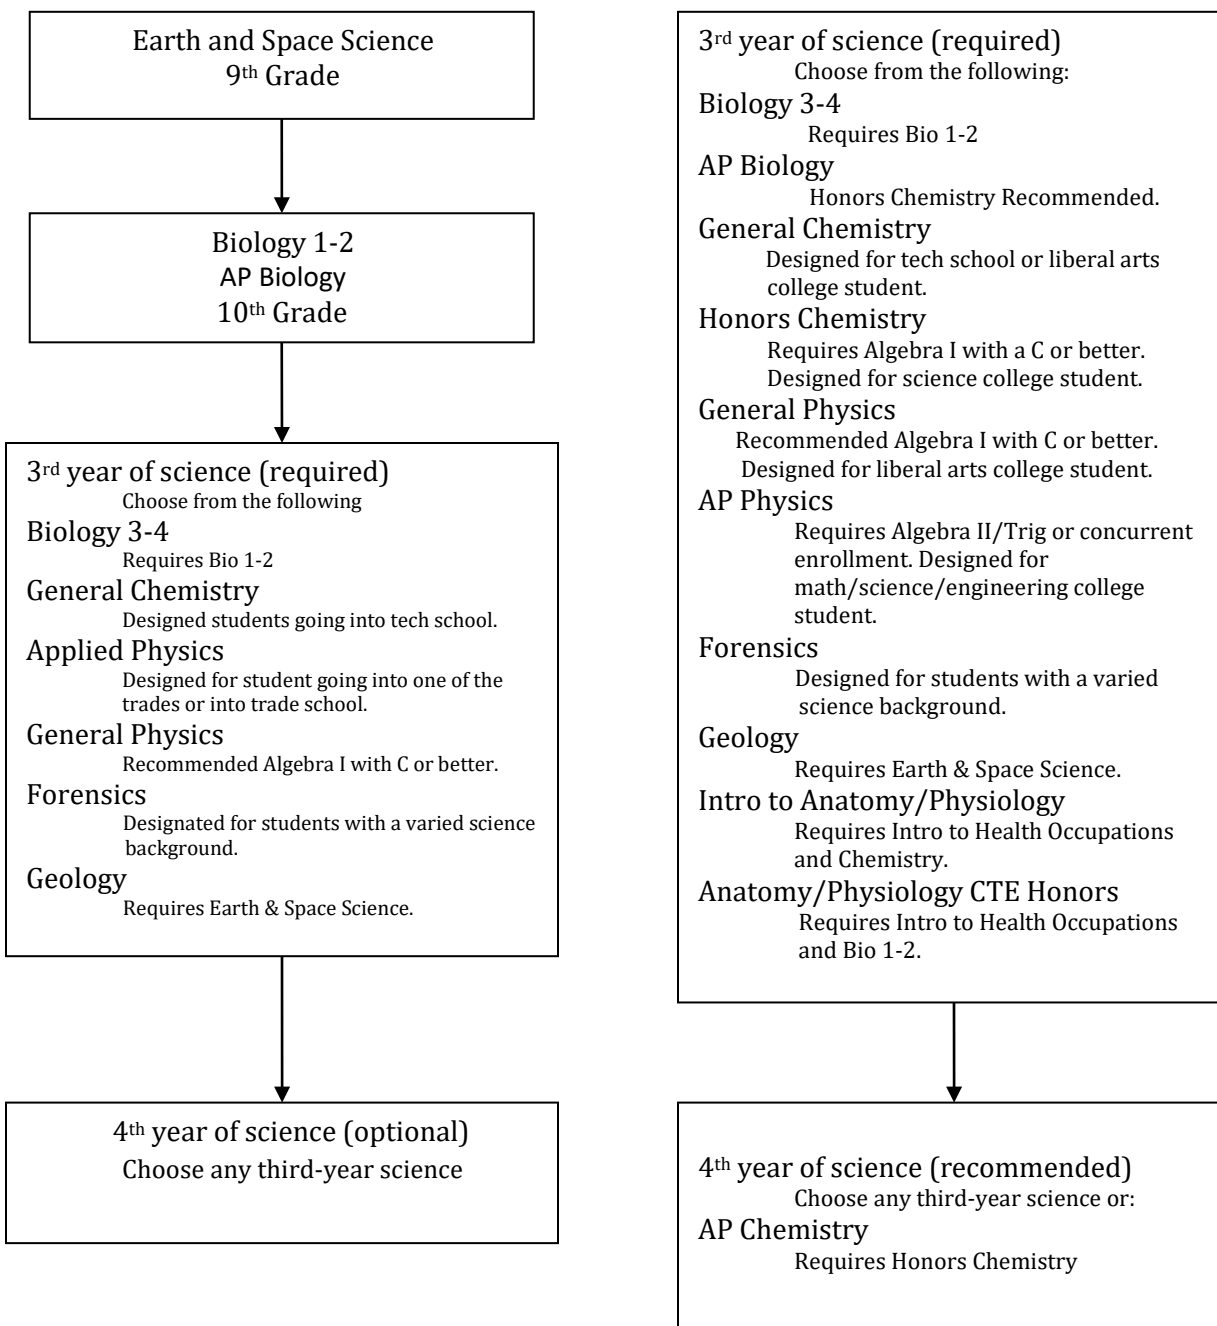 Earth and Space Science
9th Grade
Biology 1-2
AP Biology
10th Grade
3rd year of science (required)
Choose from the following
Biology 3-4
Requires Bio 1-2
General Chemistry
Designed students going into tech school.
Applied Physics
Designed for student going into one of the
trades or into trade school.
General Physics
Recommended Algebra I with C or better.
Forensics
Designated for students with a varied science
background.
Geology
Requires Earth & Space Science.
4th year of science (optional)
Choose any third-year science
3rd year of science (required)
Choose from the following:
Biology 3-4
Requires Bio 1-2
AP Biology
Honors Chemistry Recommended.
General Chemistry
Designed for tech school or liberal arts
college student.
Honors Chemistry
Requires Algebra I with a C or better.
Designed for science college student.
General Physics
Recommended Algebra I with C or better.
Designed for liberal arts college student.
AP Physics
Requires Algebra II/Trig or concurrent
enrollment. Designed for
math/science/engineering college
student.
Forensics
Designed for students with a varied
science background.
Geology
Requires Earth & Space Science.
Intro to Anatomy/Physiology
Requires Intro to Health Occupations
and Chemistry.
Anatomy/Physiology CTE Honors
Requires Intro to Health Occupations
and Bio 1-2.
4th year of science (recommended)
Choose any third-year science or:
AP Chemistry
Requires Honors Chemistry